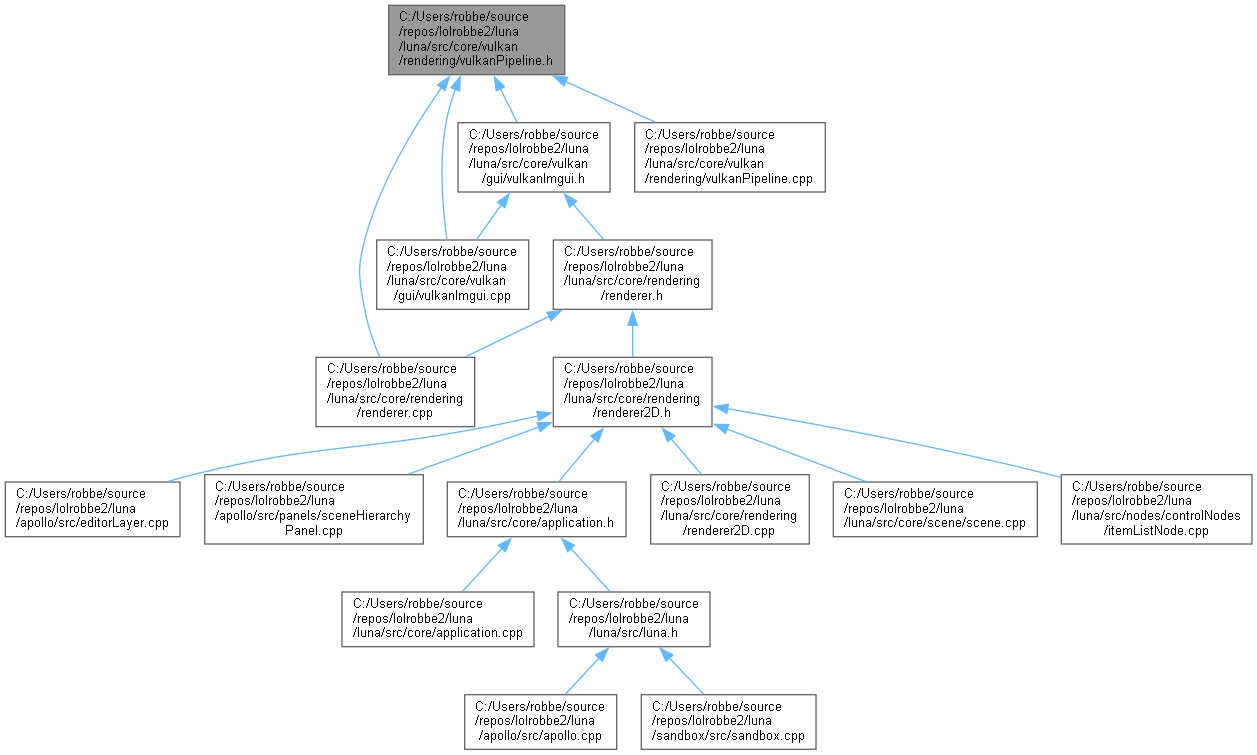 C:/Users/robbe/source
/repos/lolrobbe2/luna
/luna/src/core/vulkan
/rendering/vulkanPipeline.h
C:/Users/robbe/source
/repos/lolrobbe2/luna
/luna/src/core/vulkan
/gui/vulkanImgui.h
C:/Users/robbe/source
/repos/lolrobbe2/luna
/luna/src/core/vulkan
/rendering/vulkanPipeline.cpp
C:/Users/robbe/source
/repos/lolrobbe2/luna
/luna/src/core/vulkan
/gui/vulkanImgui.cpp
C:/Users/robbe/source
/repos/lolrobbe2/luna
/luna/src/core/rendering
/renderer.h
C:/Users/robbe/source
/repos/lolrobbe2/luna
/luna/src/core/rendering
/renderer.cpp
C:/Users/robbe/source
/repos/lolrobbe2/luna
/luna/src/core/rendering
/renderer2D.h
C:/Users/robbe/source
/repos/lolrobbe2/luna
/apollo/src/editorLayer.cpp
C:/Users/robbe/source
/repos/lolrobbe2/luna
/apollo/src/panels/sceneHierarchy
Panel.cpp
C:/Users/robbe/source
/repos/lolrobbe2/luna
/luna/src/core/application.h
C:/Users/robbe/source
/repos/lolrobbe2/luna
/luna/src/core/rendering
/renderer2D.cpp
C:/Users/robbe/source
/repos/lolrobbe2/luna
/luna/src/core/scene/scene.cpp
C:/Users/robbe/source
/repos/lolrobbe2/luna
/luna/src/nodes/controlNodes
/itemListNode.cpp
C:/Users/robbe/source
/repos/lolrobbe2/luna
/luna/src/core/application.cpp
C:/Users/robbe/source
/repos/lolrobbe2/luna
/luna/src/luna.h
C:/Users/robbe/source
/repos/lolrobbe2/luna
/apollo/src/apollo.cpp
C:/Users/robbe/source
/repos/lolrobbe2/luna
/sandbox/src/sandbox.cpp